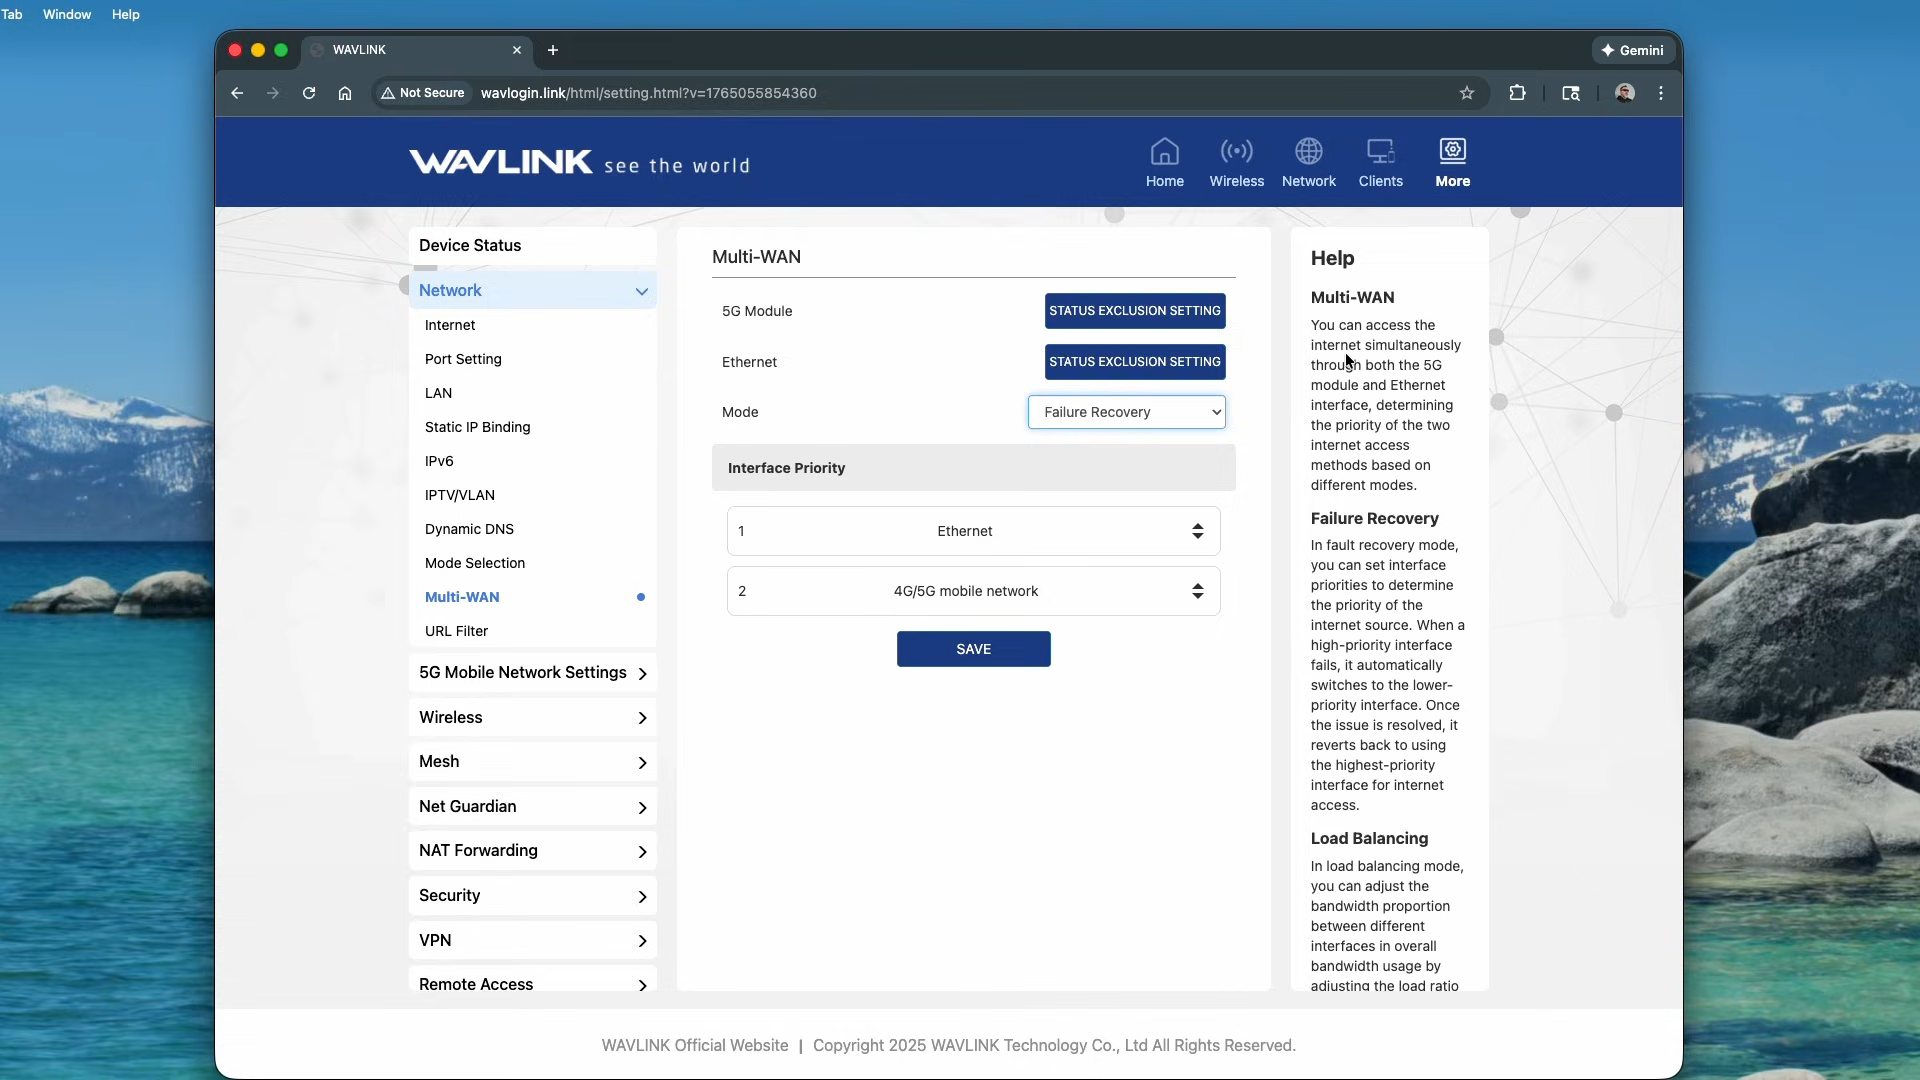 Tab Window Help
WAVLINK
Gemini
Not Secure wavlogin.link/html/setting.html?v=1765055854360
WAVLINK see the world
Home
Wireless
Network
Clients
More
Device Status
Network
Internet
Port Setting
LAN
Static IP Binding
IPv6
IPTV/VLAN
Dynamic DNS
Mode Selection
Multi-WAN
URL Filter
5G Mobile Network Settings
Wireless
Mesh
Net Guardian
NAT Forwarding
Security
VPN
Remote Access
Multi-WAN
5G Module STATUS EXCLUSION SETTING
Ethernet STATUS EXCLUSION SETTING
Mode Failure Recovery
Interface Priority
1 Ethernet
2 4G/5G mobile network
SAVE
Help
Multi-WAN
You can access the
internet simultaneously
through both the 5G
module and Ethernet
interface, determining
the priority of the two
internet access
methods based on
different modes.
Failure Recovery
In fault recovery mode,
you can set interface
priorities to determine
the priority of the
internet source. When a
high-priority interface
fails, it automatically
switches to the lower-
priority interface. Once
the issue is resolved, it
reverts back to using
the highest-priority
interface for internet
access.
Load Balancing
In load balancing mode,
you can adjust the
bandwidth proportion
between different
interfaces in overall
bandwidth usage by
adjusting the load ratio
WAVLINK Official Website | Copyright 2025 WAVLINK Technology Co., Ltd All Rights Reserved.